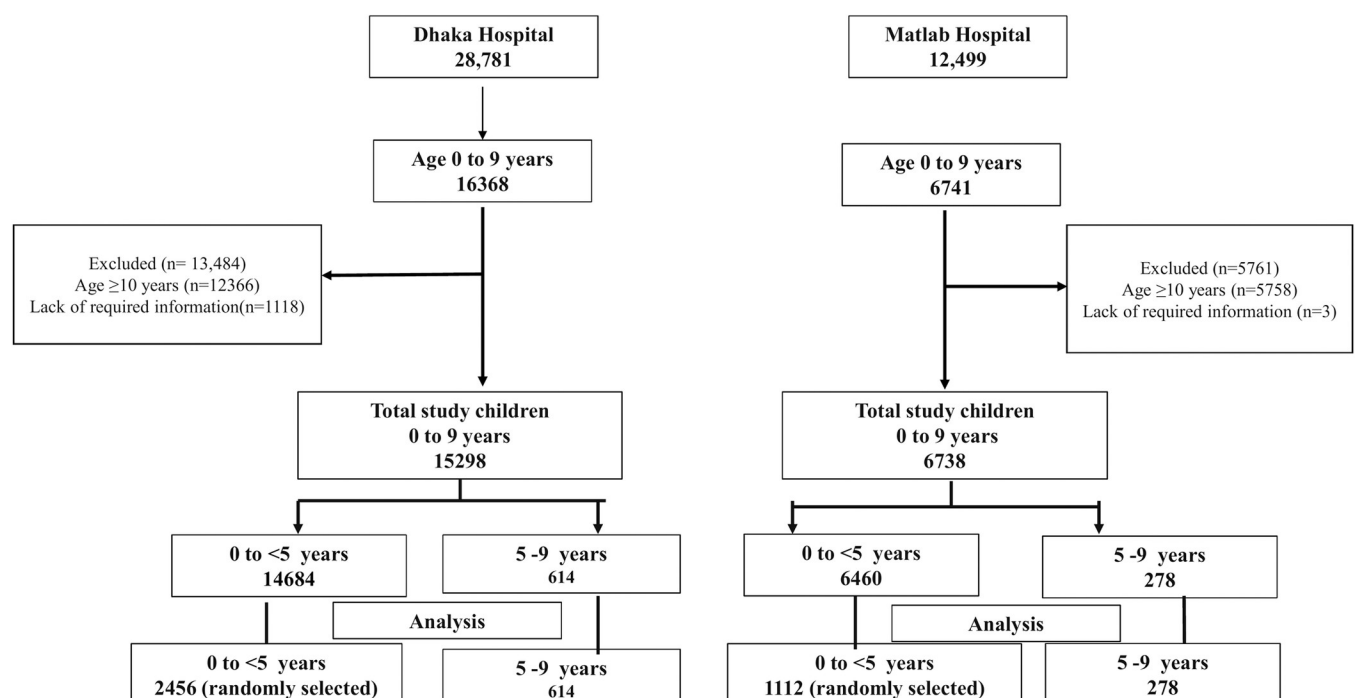 Dhaka Hospital
28,781
Matlab Hospital
12,499
Age 0 to 9 years
16368
Age 0 to 9 years
6741
Excluded (n= 13,484)
Age ≥10 years (n=12366)
Lack of required information(n=1118)
Excluded (n=5761)
Age ≥10 years (n=5758)
Lack of required information (n=3)
Total study children
0 to 9 years
15298
Total study children
0 to 9 years
6738
0 to <5 years
14684
5 -9 years
614
0 to <5 years
6460
5 -9 years
278
Analysis
Analysis
0 to <5 years
2456 (randomly selected)
5 -9 years
614
0 to <5 years
1112 (randomly selected)
5 -9 years
278